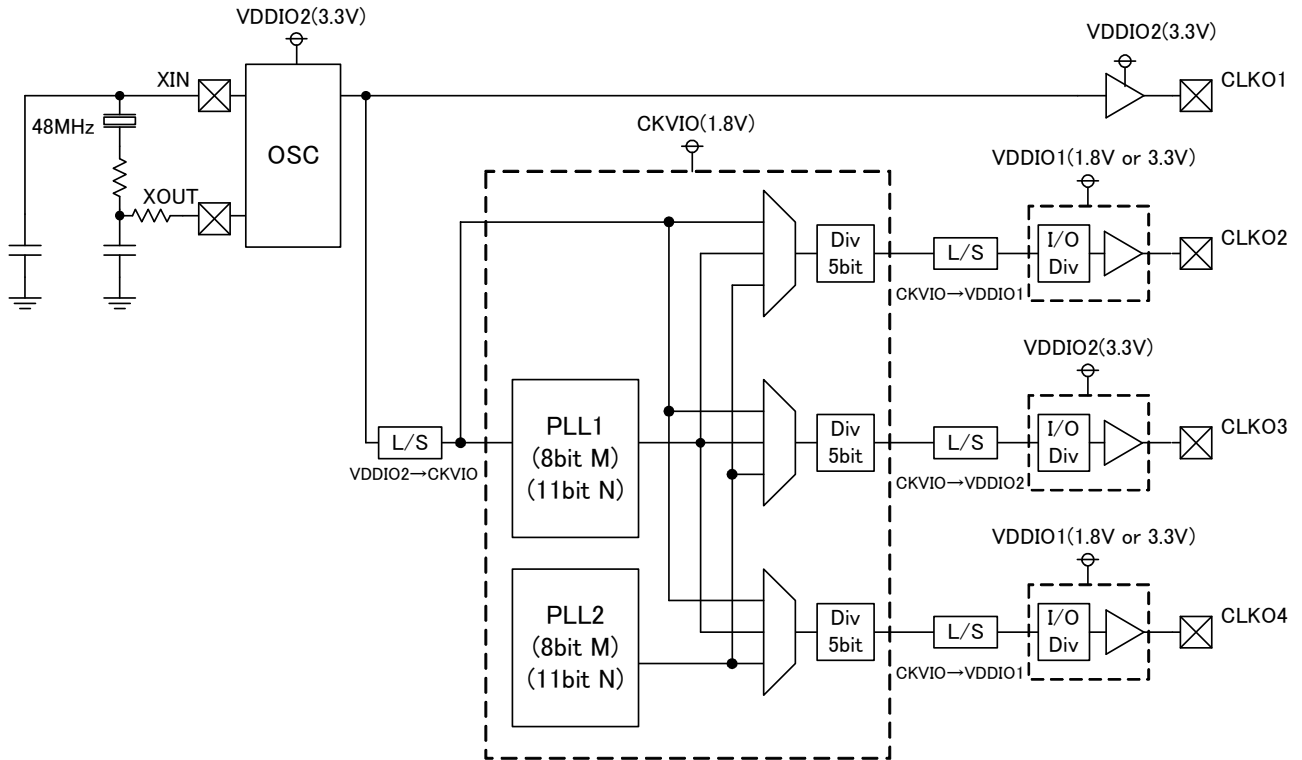 VDDIO2(3.3V)
VDDIO2(3.3V)
XIN
CLKO1
48MHz
OSC
CKVIO(1.8V)
VDDIO1(1.8V or 3.3V)
XOUT
Div
5bit
L/S
I/O
Div
CLKO2
CKVIO→VDDIO1
VDDIO2(3.3V)
PLL1
(8bit M)
(11bit N)
L/S
VDDIO2→CKVIO
Div
5bit
L/S
I/O
Div
CLKO3
CKVIO→VDDIO2
VDDIO1(1.8V or 3.3V)
PLL2
(8bit M)
(11bit N)
Div
5bit
L/S
I/O
Div
CLKO4
CKVIO→VDDIO1